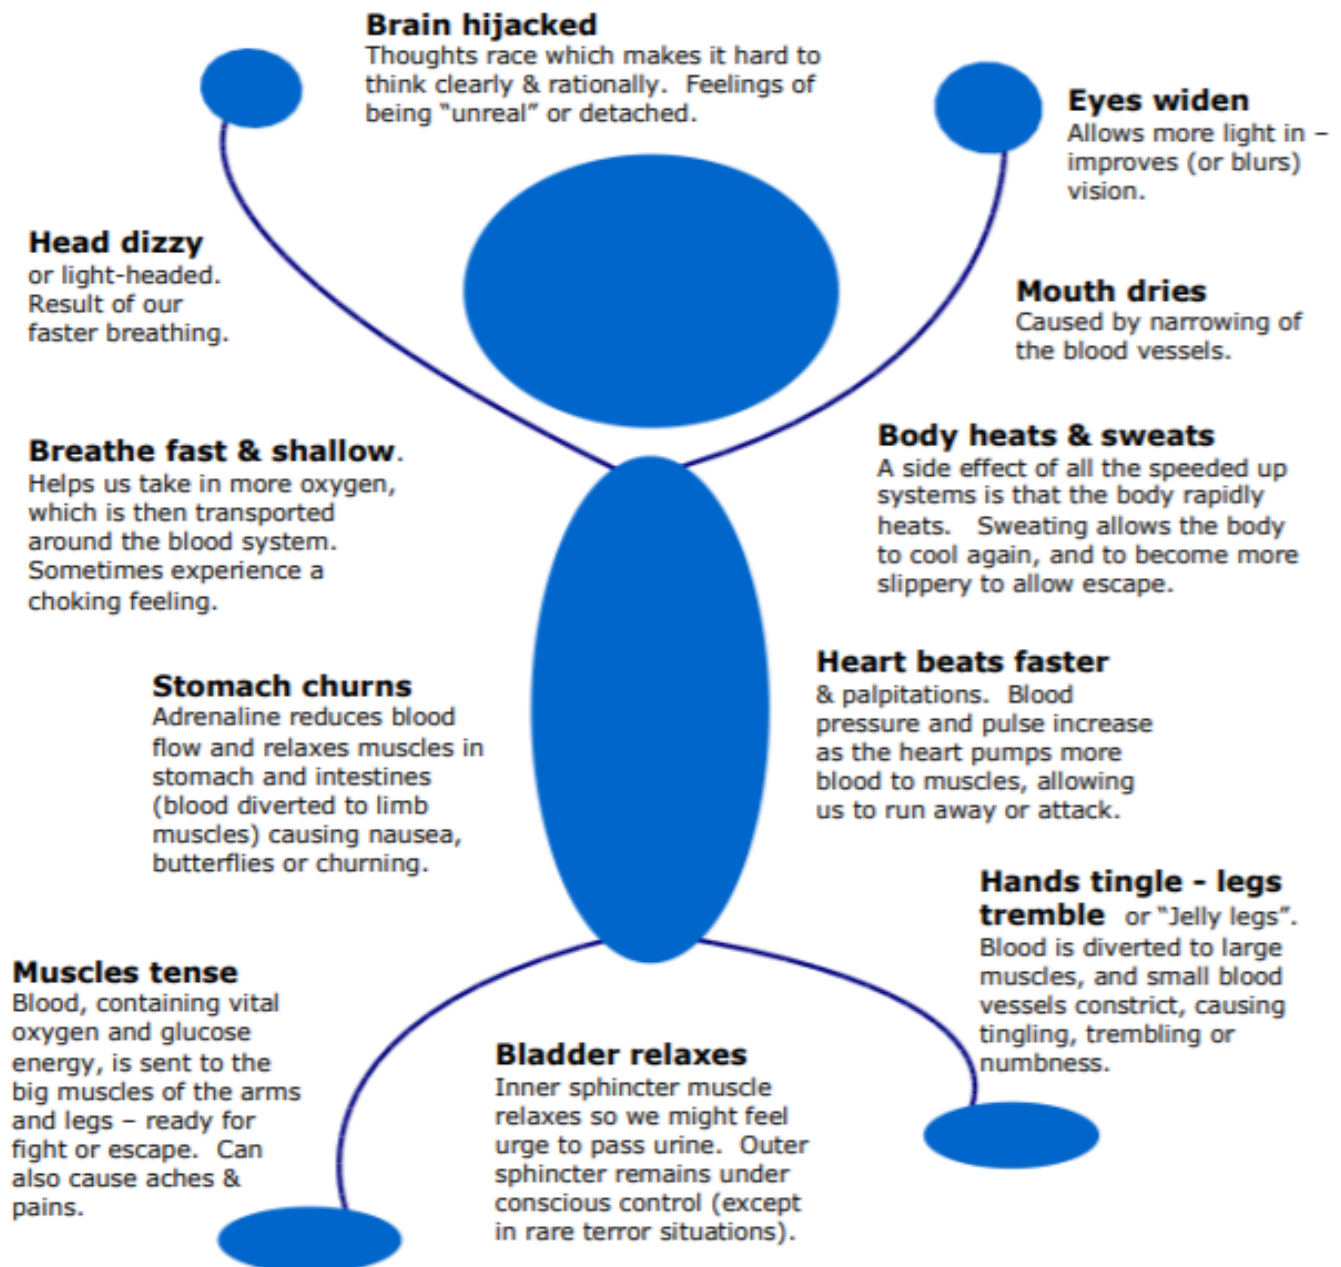 Brain hijacked
Thoughts race which makes it hard to
think clearly & rationally.  Feelings of
being “unreal” or detached.
Eyes widen
Allows more light in –
improves (or blurs)
vision.
Head dizzy
or light-headed.
Result of our
faster breathing.
Mouth dries
Caused by narrowing of
the blood vessels.
Breathe fast & shallow.
Helps us take in more oxygen,
which is then transported
around the blood system.
Sometimes experience a
choking feeling.
Body heats & sweats
A side effect of all the speeded up
systems is that the body rapidly
heats.   Sweating allows the body
to cool again, and to become more
slippery to allow escape.
Stomach churns
Adrenaline reduces blood
flow and relaxes muscles in
stomach and intestines
(blood diverted to limb
muscles) causing nausea,
butterflies or churning.
Heart beats faster
& palpitations.  Blood
pressure and pulse increase
as the heart pumps more
blood to muscles, allowing
us to run away or attack.
Hands tingle - legs
tremble  or “Jelly legs”.
Blood is diverted to large
muscles, and small blood
vessels constrict, causing
tingling, trembling or
numbness.
Muscles tense
Blood, containing vital
oxygen and glucose
energy, is sent to the
big muscles of the arms
and legs – ready for
fight or escape.  Can
also cause aches &
pains.
Bladder relaxes
Inner sphincter muscle
relaxes so we might feel
urge to pass urine.  Outer
sphincter remains under
conscious control (except
in rare terror situations).